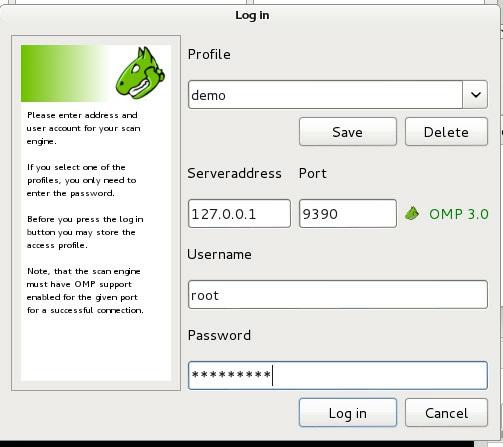 Log in
Profile
demo
Save
Delete
Please enter address and
user account for your scan
engine.
If you select one of the
profiles, you only need to
enter the password.
Before you press the log in
button you may store the
access profile.
Note, that the scan engine
must have OMP support
enabled for the given port
for a successful connection.
Serveraddress Port
127.0.0.1 9390 OMP 3.0
Username
root
Password
*********
Log in
Cancel